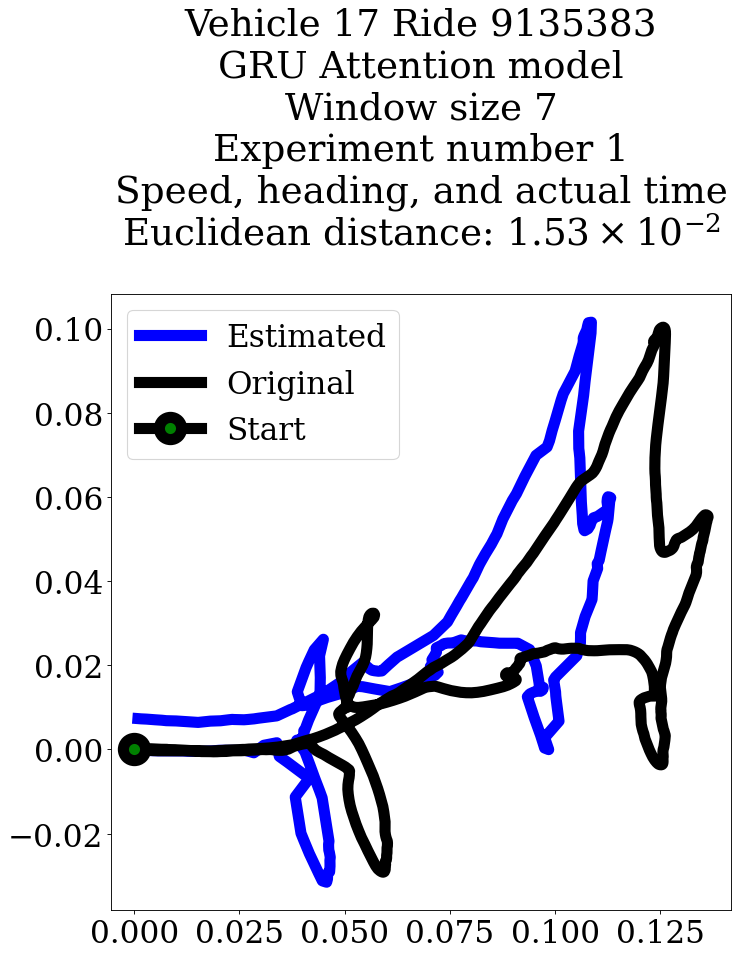 Vehicle 17 Ride 9135383
GRU Attention model
Window size 7
Experiment number 1
Speed, heading, and actual time
Euclidean distance: 1.53 × 10⁻²
Estimated
Original
Start
0.10
0.08
0.06
0.04
0.02
0.00
−0.02
0.000 0.025 0.050 0.075 0.100 0.125